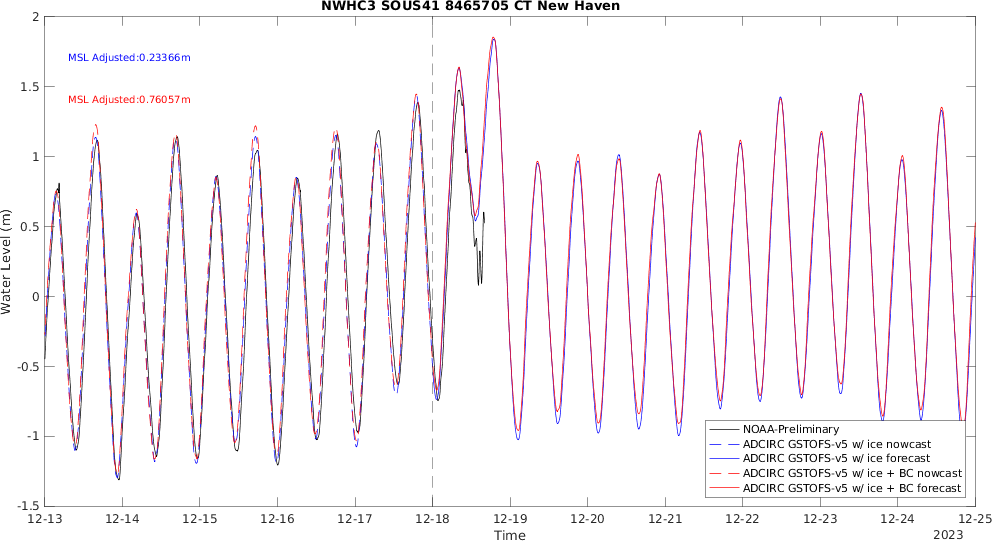 NWHC3 SOUS41 8465705 CT New Haven
MSL Adjusted:0.23366m
MSL Adjusted:0.76057m
Water Level (m)
2
1.5
1
0.5
0
-0.5
-1
-1.5
NOAA-Preliminary
ADCIRC GSTOFS-v5 w/ ice nowcast
ADCIRC GSTOFS-v5 w/ ice forecast
ADCIRC GSTOFS-v5 w/ ice + BC nowcast
ADCIRC GSTOFS-v5 w/ ice + BC forecast
12-13 12-14 12-15 12-16 12-17 12-18 12-19 12-20 12-21 12-22 12-23 12-24 12-25
Time
2023